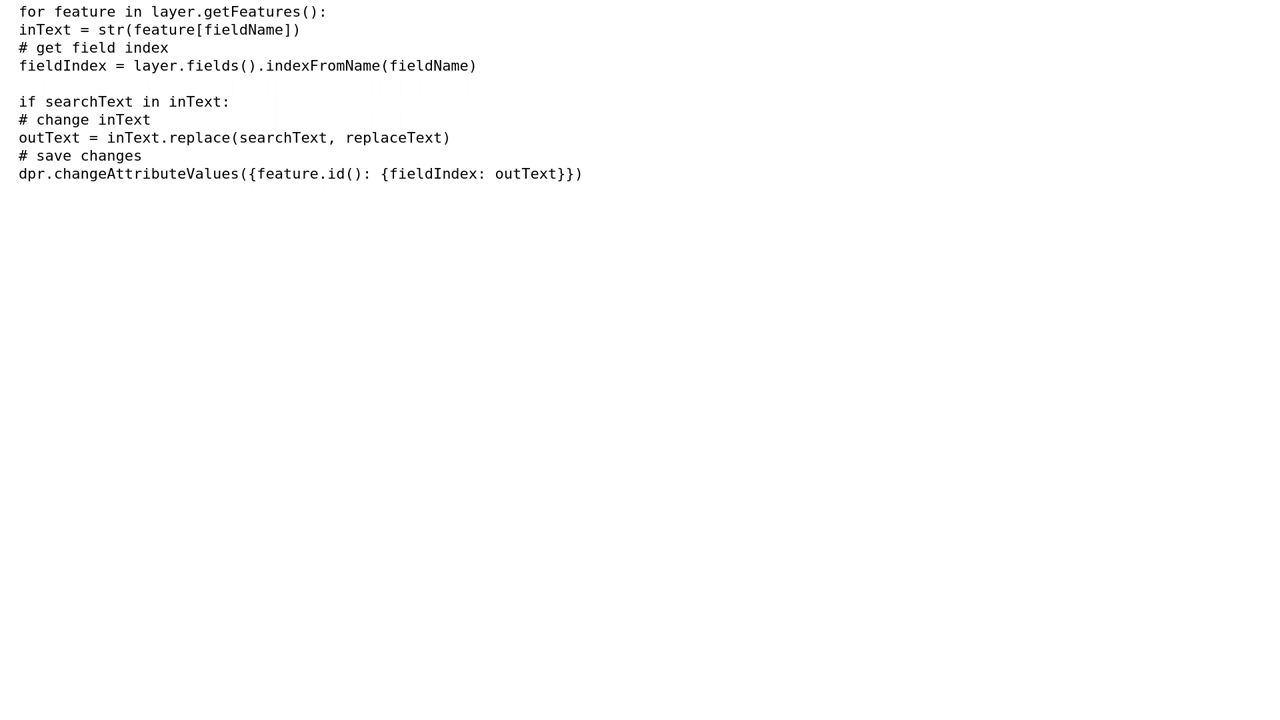 for feature in layer.getFeatures():
inText = str(feature[fieldName])
# get field index
fieldIndex = layer.fields().indexFromName(fieldName)

if searchText in inText:
# change inText
outText = inText.replace(searchText, replaceText)
# save changes
dpr.changeAttributeValues({feature.id(): {fieldIndex: outText}})